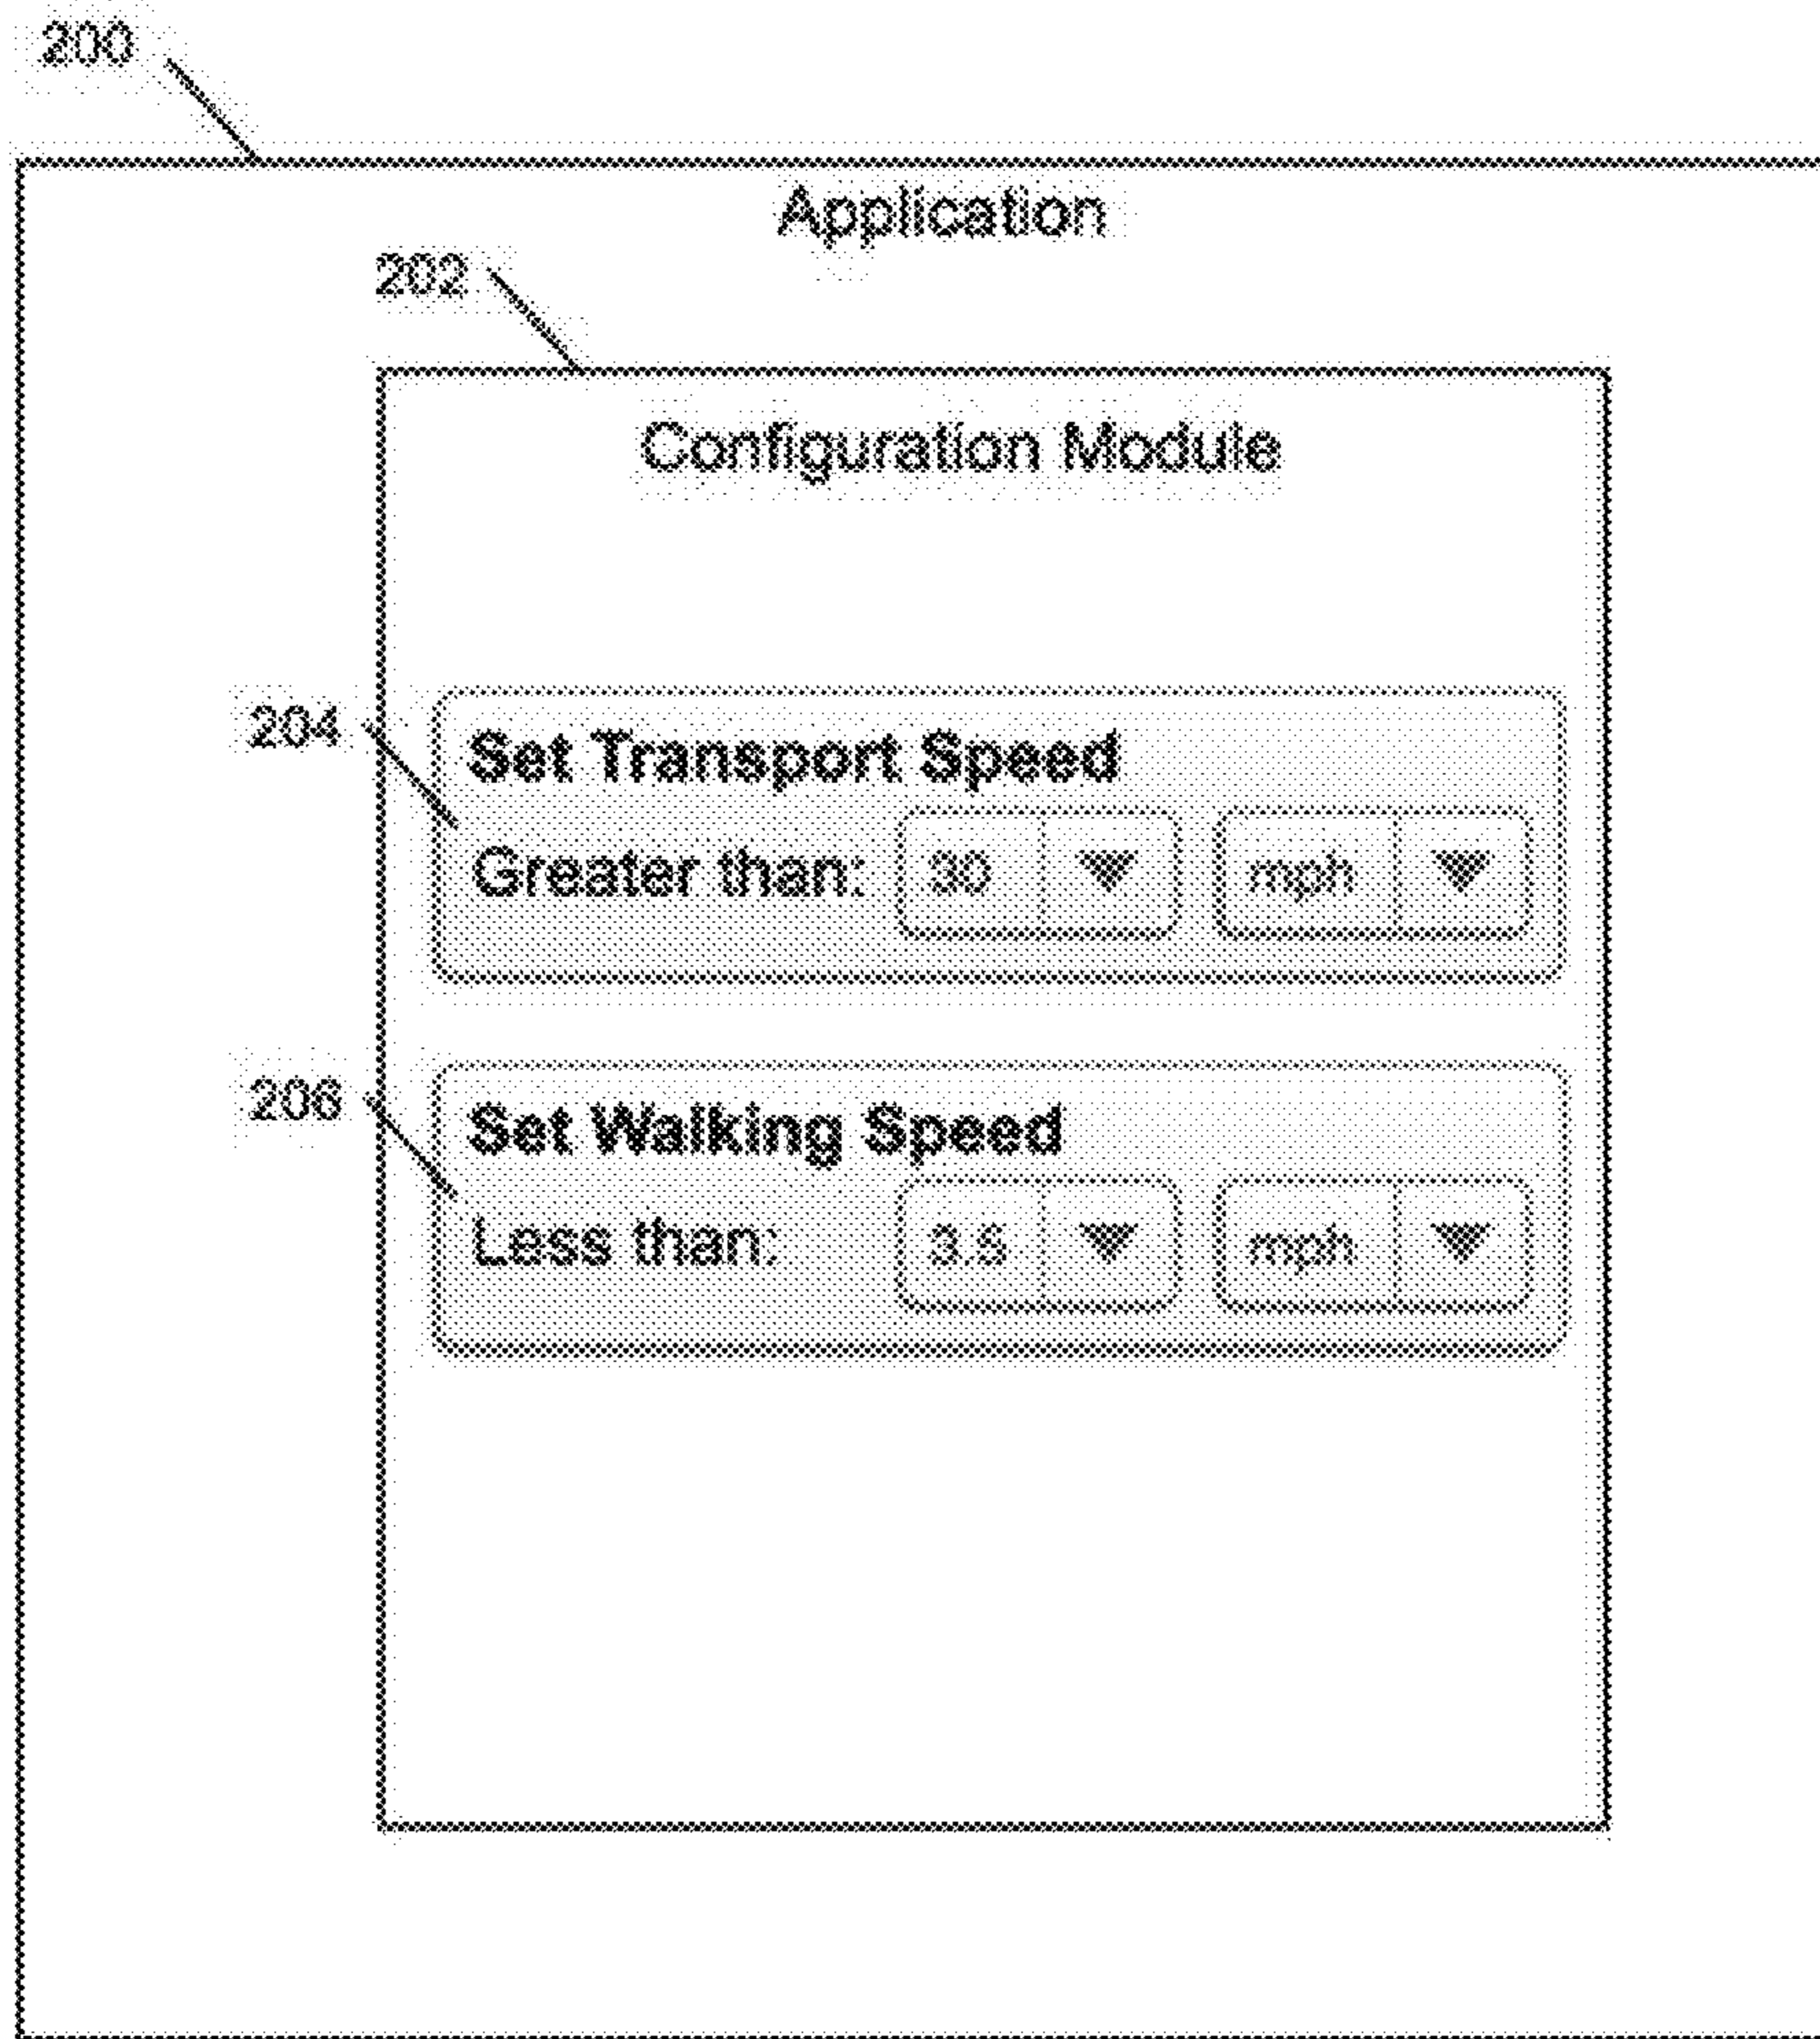 200
Application
202
Configuration Module
204
Set Transport Speed
Greater than: 30 mph
206
Set Walking Speed
Less than: 3.5 mph